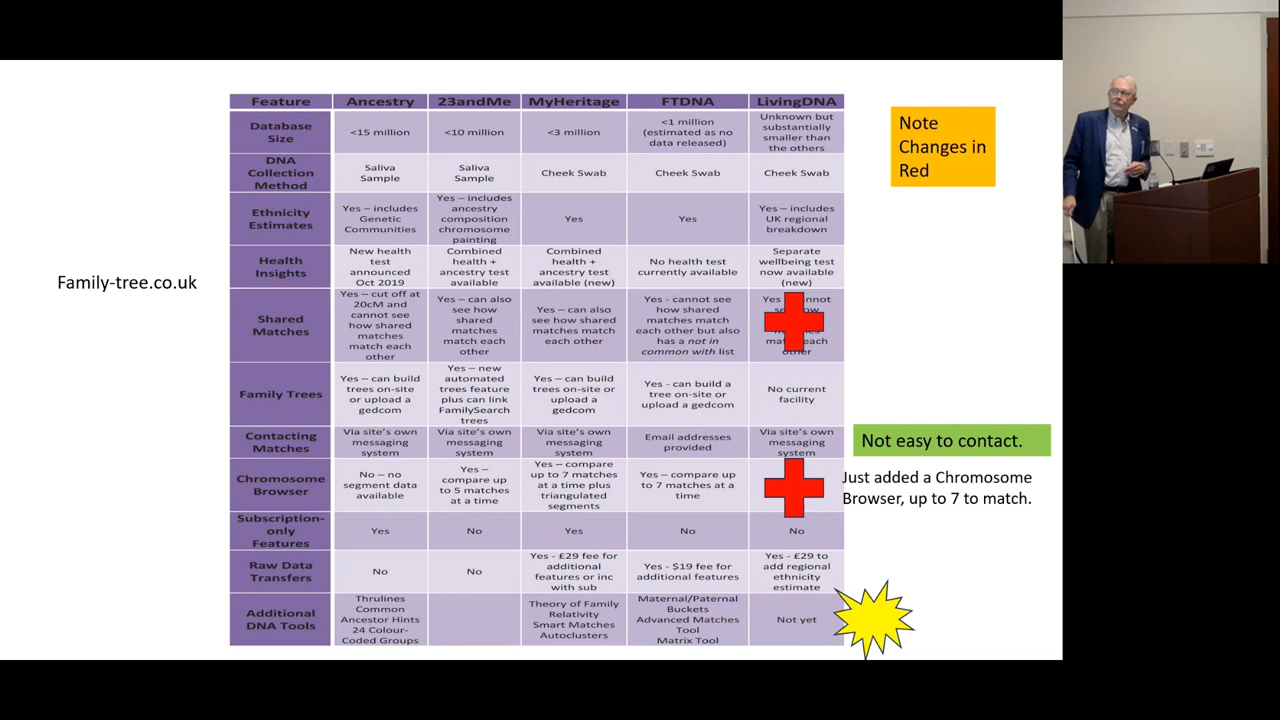 Feature
Ancestry
23andMe
MyHeritage
FTDNA
LivingDNA
Database
Size
<15 million
<10 million
<3 million
<1 million
(estimated as no
data released)
Unknown but
substantially
smaller than
the others
DNA
Collection
Method
Saliva
Sample
Saliva
Sample
Cheek Swab
Cheek Swab
Cheek Swab
Ethnicity
Estimates
Yes – includes
Genetic
Communities
Yes – includes
ancestry
composition
chromosome
painting
Yes
Yes
Yes – includes
UK regional
breakdown
Health
Insights
New health
test
announced
Oct 2019
Combined
health +
ancestry test
available
Combined
health +
ancestry test
available (new)
No health test
currently available
Separate
wellbeing test
now available
(new)
Shared
Matches
Yes – cut off at
20cM and
cannot see
how shared
matches
match each
other
Yes – can also
see how
shared
matches
match each
other
Yes – can also
see how shared
matches match
each other
Yes - cannot see
how shared
matches match
each other but also
has a not in
common with list
Yes
each
other
Family Trees
Yes – can build
trees on-site
or upload a
gedcom
Yes – new
automated
trees feature
plus can link
FamilySearch
trees
Yes – can build
trees on-site or
upload a
gedcom
Yes - can build a
tree on-site or
upload a gedcom
No current
facility
Contacting
Matches
Via site's own
messaging
system
Via site's own
messaging
system
Via site's own
messaging
system
Email addresses
provided
Via site's own
messaging
system
Chromosome
Browser
No – no
segment data
available
Yes –
compare up
to 5 matches
at a time
Yes – compare
up to 7 matches
at a time plus
triangulated
segments
Yes – compare up
to 7 matches at a
time
Subscription-
only
Features
Yes
No
Yes
No
No
Raw Data
Transfers
No
No
Yes - £29 fee for
additional
features or inc
with sub
Yes - $19 fee for
additional features
Yes - £29 to
add regional
ethnicity
estimate
Additional
DNA Tools
Thrulines
Common
Ancestor Hints
24 Colour-
Coded Groups
Theory of Family
Relativity
Smart Matches
Autoclusters
Maternal/Paternal
Buckets
Advanced Matches
Tool
Matrix Tool
Not yet
Family-tree.co.uk
Note
Changes in
Red
Not easy to contact.
Just added a Chromosome
Browser, up to 7 to match.